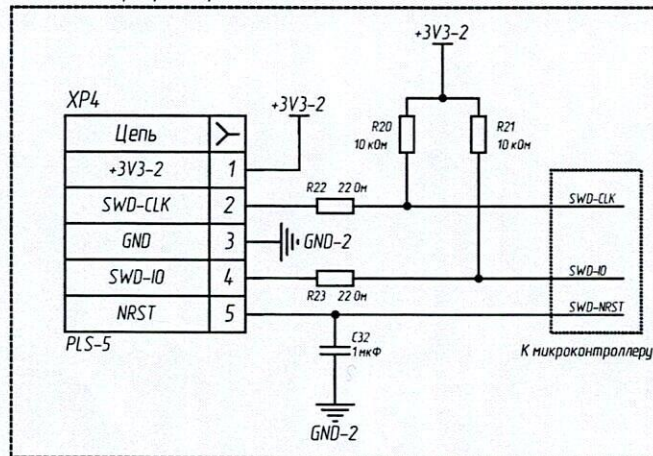 +3V3-2
XP4
+3V3-2
Цепь
R20
10 кОм
R21
10 кОм
+3V3-2 1
R22 22 Ом
SWD-CLK 2
SWD-CLK
GND 3
GND-2
SWD-IO 4
SWD-IO
R23 22 Ом
NRST 5
SWD-NRST
PLS-5
C32
1 мкФ
К микроконтроллеру
GND-2